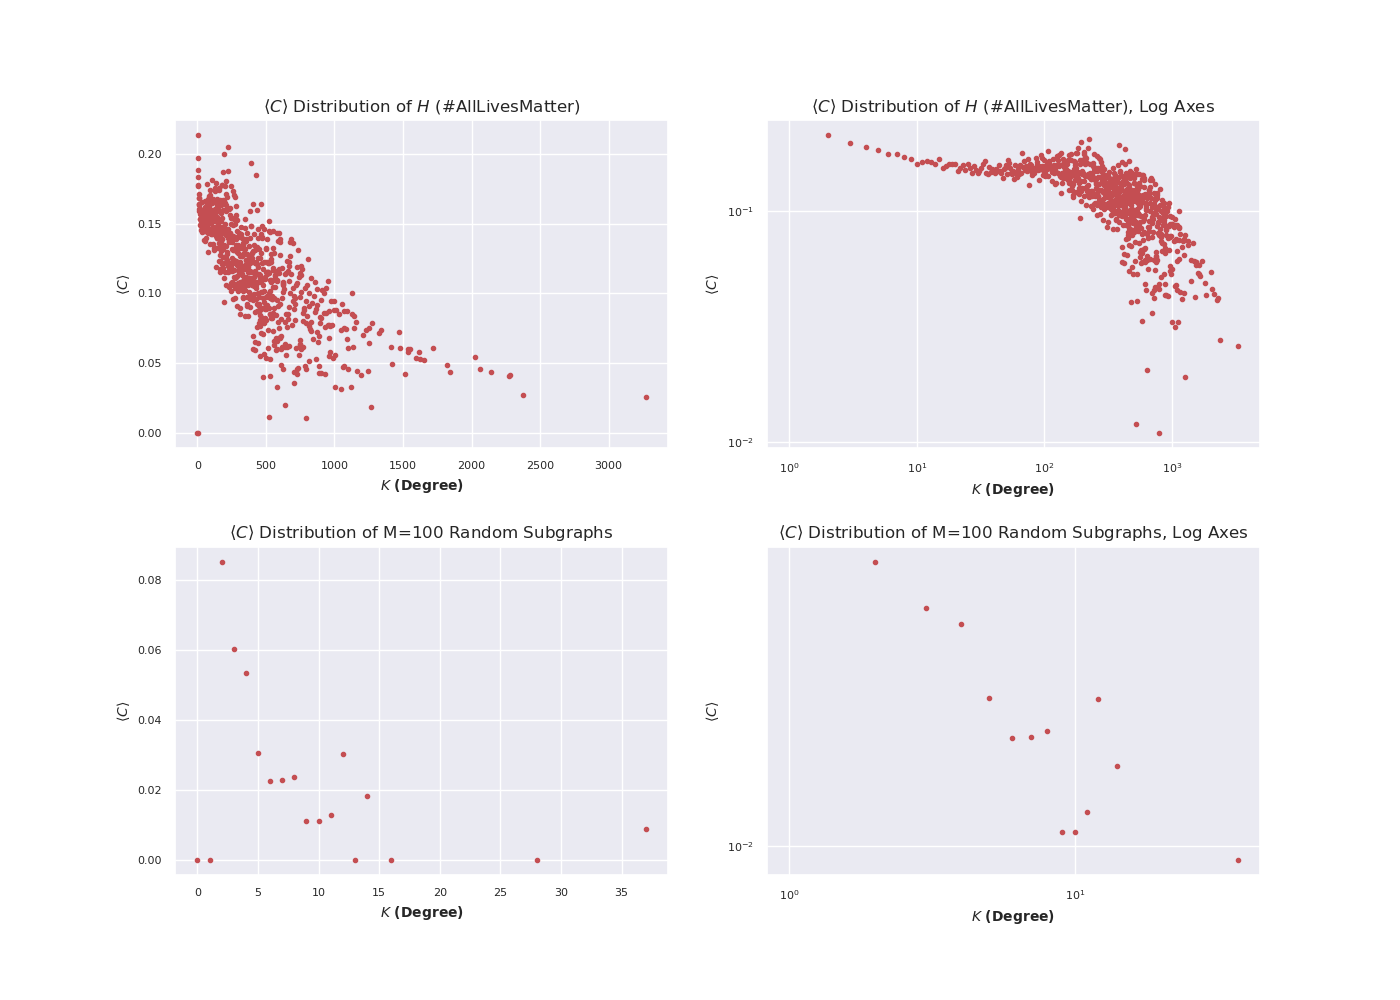 ⟨C⟩ Distribution of H (#AllLivesMatter)
0.20
0.15
0.10
0.05
0.00
⟨C⟩
0 500 1000 1500 2000 2500 3000
K (Degree)
⟨C⟩ Distribution of H (#AllLivesMatter), Log Axes
10⁻¹
10⁻²
⟨C⟩
10⁰ 10¹ 10² 10³
K (Degree)
⟨C⟩ Distribution of M=100 Random Subgraphs
0.08
0.06
0.04
0.02
0.00
⟨C⟩
0 5 10 15 20 25 30 35
K (Degree)
⟨C⟩ Distribution of M=100 Random Subgraphs, Log Axes
10⁻²
⟨C⟩
10⁰ 10¹
K (Degree)